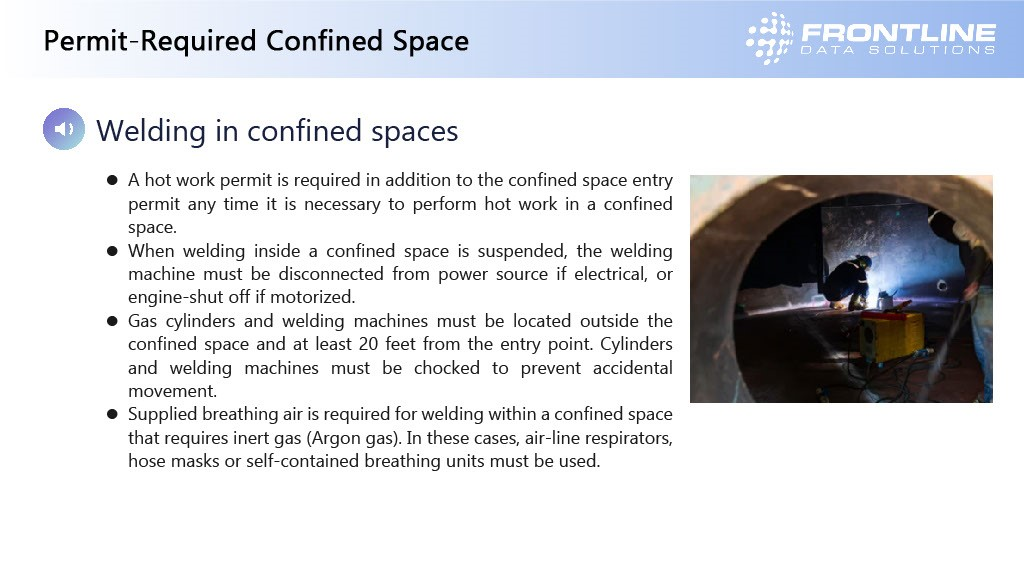 Permit-Required Confined Space
FRONTLINE
DATA SOLUTIONS
Welding in confined spaces
● A hot work permit is required in addition to the confined space entry
permit any time it is necessary to perform hot work in a confined
space.
● When welding inside a confined space is suspended, the welding
machine must be disconnected from power source if electrical, or
engine-shut off if motorized.
● Gas cylinders and welding machines must be located outside the
confined space and at least 20 feet from the entry point. Cylinders
and welding machines must be chocked to prevent accidental
movement.
● Supplied breathing air is required for welding within a confined space
that requires inert gas (Argon gas). In these cases, air-line respirators,
hose masks or self-contained breathing units must be used.